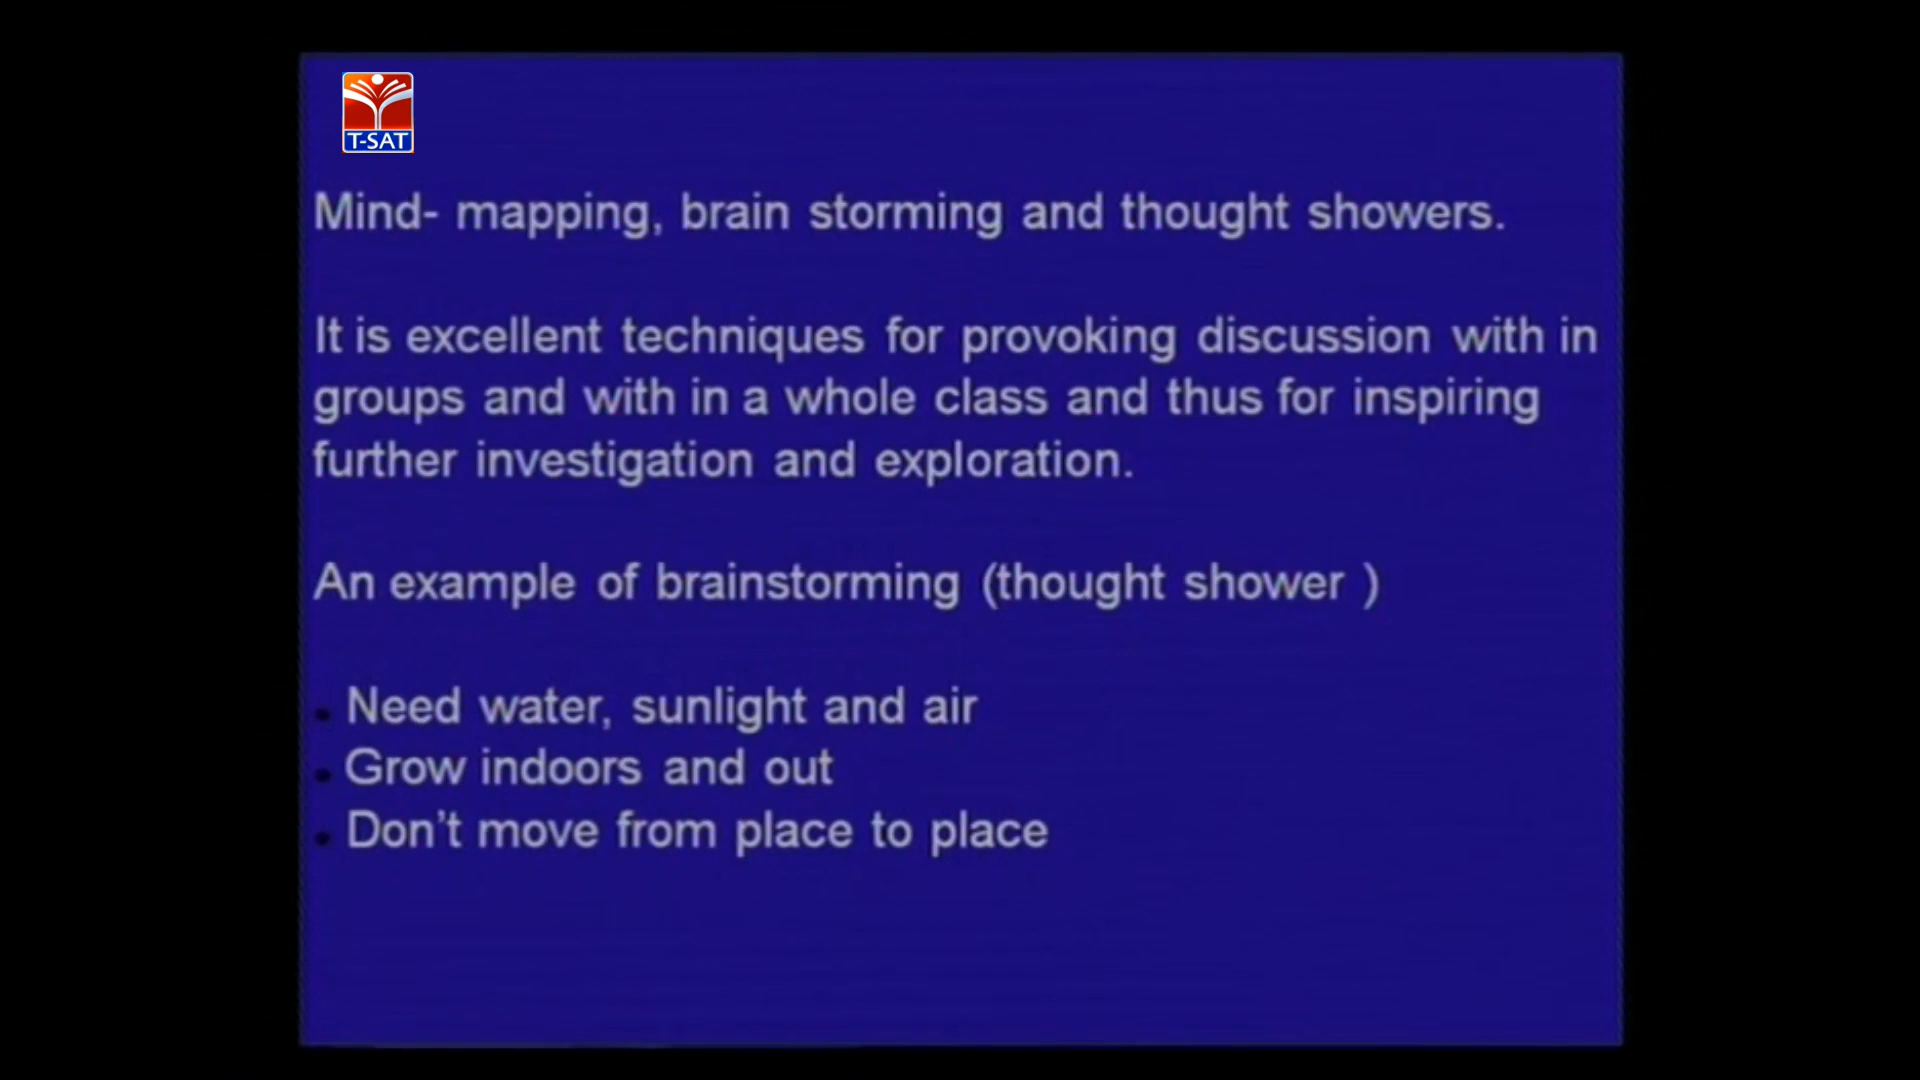 T-SAT
Mind- mapping, brain storming and thought showers.
It is excellent techniques for provoking discussion with in
groups and with in a whole class and thus for inspiring
further investigation and exploration.
An example of brainstorming (thought shower )
• Need water, sunlight and air
• Grow indoors and out
• Don't move from place to place